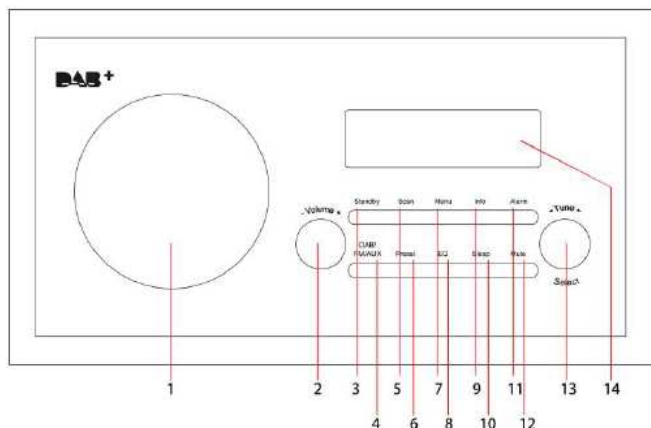 DAB+
Standby Scan Menu Info Alarm
- Volume +
- Tune +
DAB/
FM/AUX Preset EQ Sleep Mute
Select
1 2 3 5 7 9 11 13 14
4 6 8 10 12